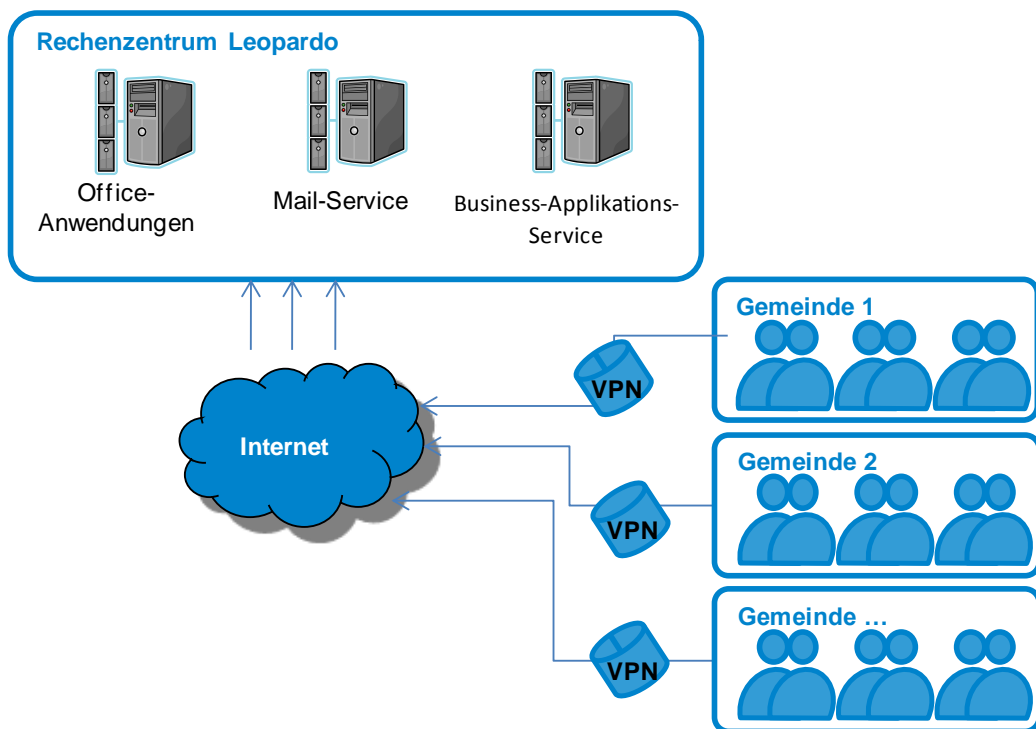 Rechenzentrum Leopardo
Office-
Anwendungen
Mail-Service
Business-Applikations-
Service
Internet
VPN
Gemeinde 1
VPN
Gemeinde 2
VPN
Gemeinde …